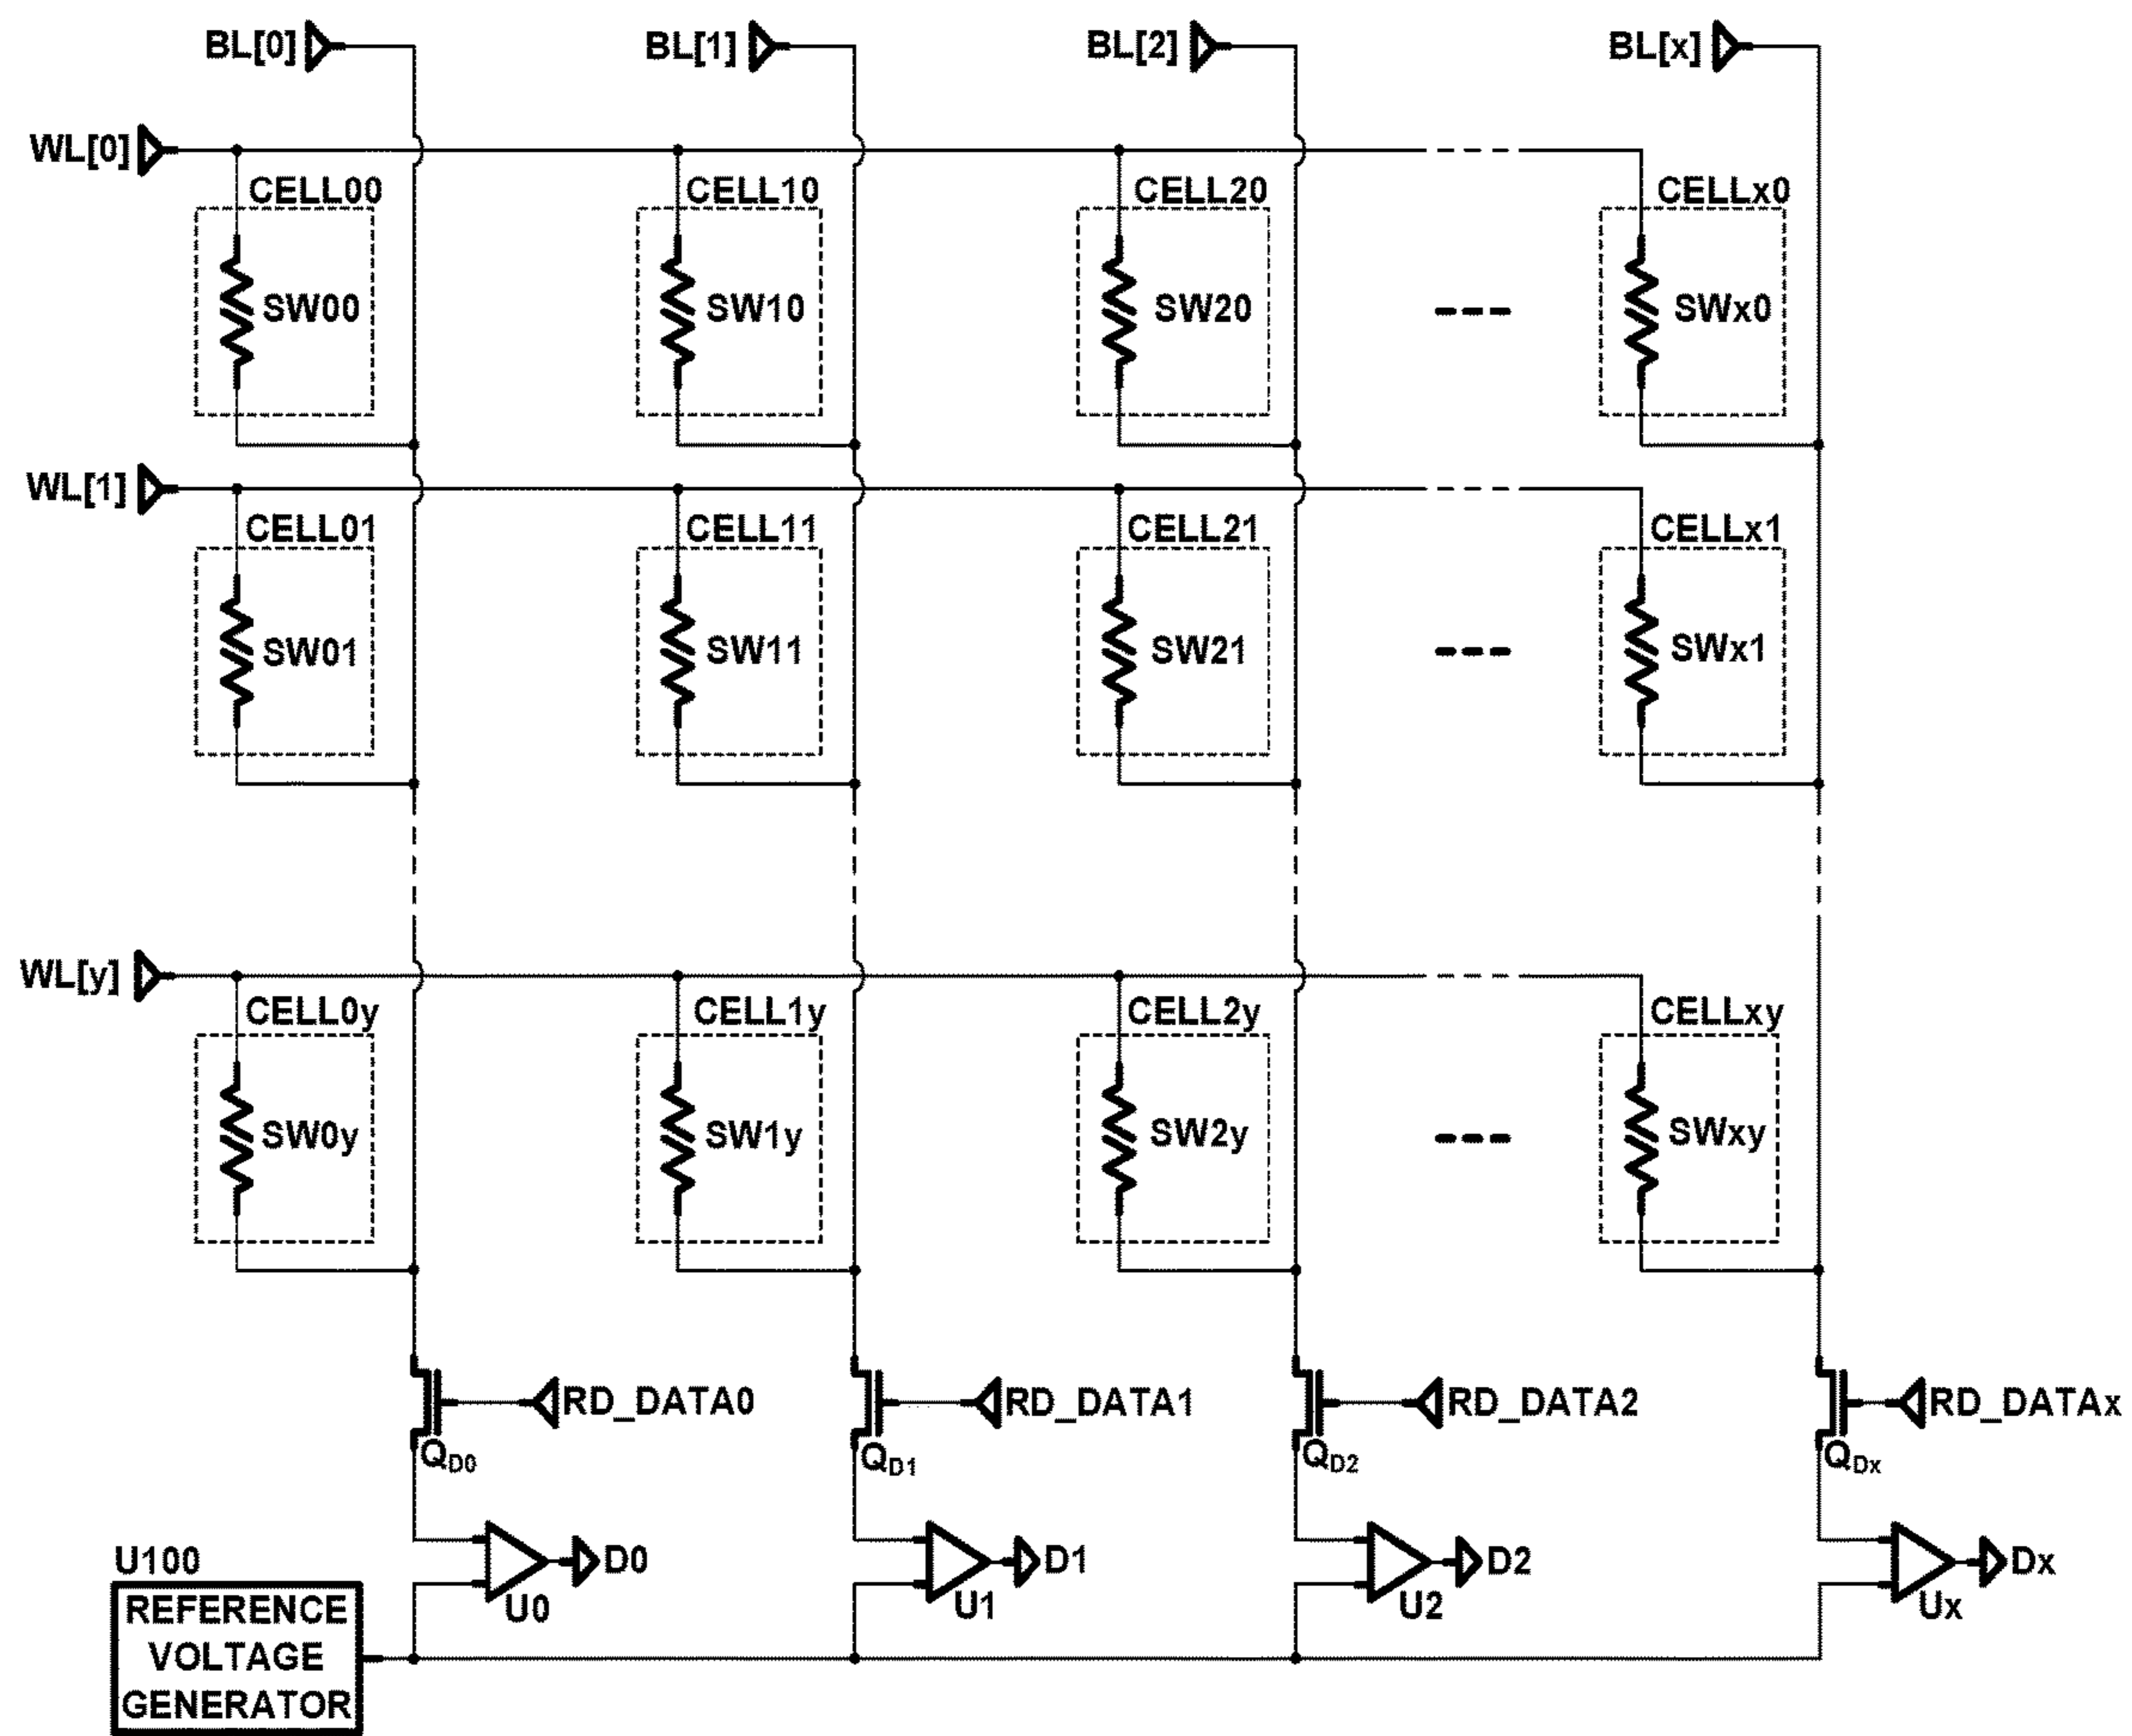 BL[0]
BL[1]
BL[2]
BL[x]
WL[0]
CELL00
CELL10
CELL20
CELLx0
SW00
SW10
SW20
SWx0
WL[1]
CELL01
CELL11
CELL21
CELLx1
SW01
SW11
SW21
SWx1
WL[y]
CELL0y
CELL1y
CELL2y
CELLxy
SW0y
SW1y
SW2y
SWxy
RD_DATA0
RD_DATA1
RD_DATA2
RD_DATAx
QD0
QD1
QD2
QDx
U100
D0
D1
D2
Dx
U0
U1
U2
Ux
REFERENCE
VOLTAGE
GENERATOR